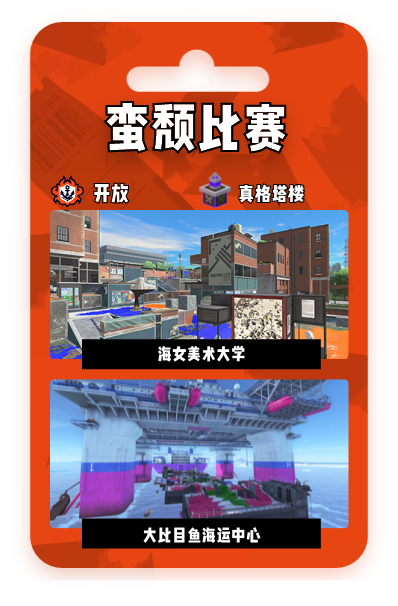 蛮颓比赛
开放
真格塔楼
海女美术大学
大比目鱼海运中心